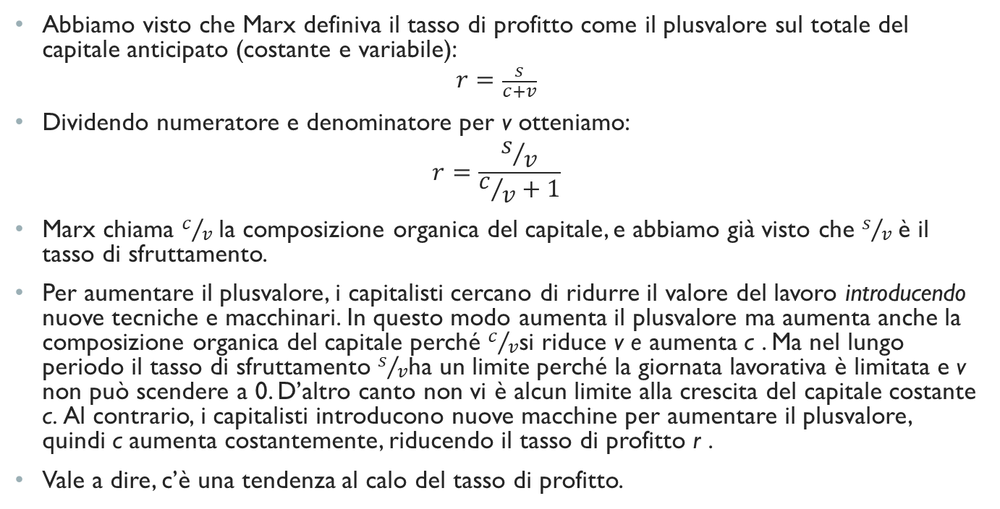 • Abbiamo visto che Marx definiva il tasso di profitto come il plusvalore sul totale del
capitale anticipato (costante e variabile):
r = s/(c+v)
• Dividendo numeratore e denominatore per v otteniamo:
r = (s/v)/(c/v + 1)
• Marx chiama c/v la composizione organica del capitale, e abbiamo già visto che s/v è il
tasso di sfruttamento.
• Per aumentare il plusvalore, i capitalisti cercano di ridurre il valore del lavoro introducendo
nuove tecniche e macchinari. In questo modo aumenta il plusvalore ma aumenta anche la
composizione organica del capitale perché c/v si riduce v e aumenta c . Ma nel lungo
periodo il tasso di sfruttamento s/v ha un limite perché la giornata lavorativa è limitata e v
non può scendere a 0. D’altro canto non vi è alcun limite alla crescita del capitale costante
c. Al contrario, i capitalisti introducono nuove macchine per aumentare il plusvalore,
quindi c aumenta costantemente, riducendo il tasso di profitto r .
• Vale a dire, c’è una tendenza al calo del tasso di profitto.